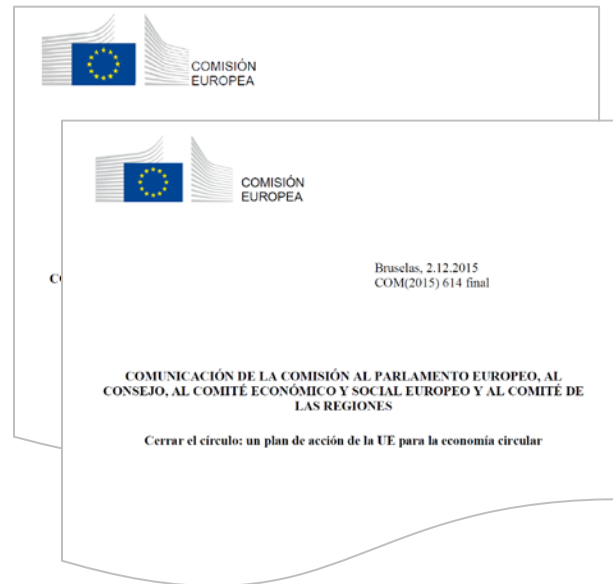 COMISIÓN
EUROPEA
COMISIÓN
EUROPEA
Bruselas, 2.12.2015
COM(2015) 614 final
COMUNICACIÓN DE LA COMISIÓN AL PARLAMENTO EUROPEO, AL
CONSEJO, AL COMITÉ ECONÓMICO Y SOCIAL EUROPEO Y AL COMITÉ DE
LAS REGIONES
Cerrar el círculo: un plan de acción de la UE para la economía circular